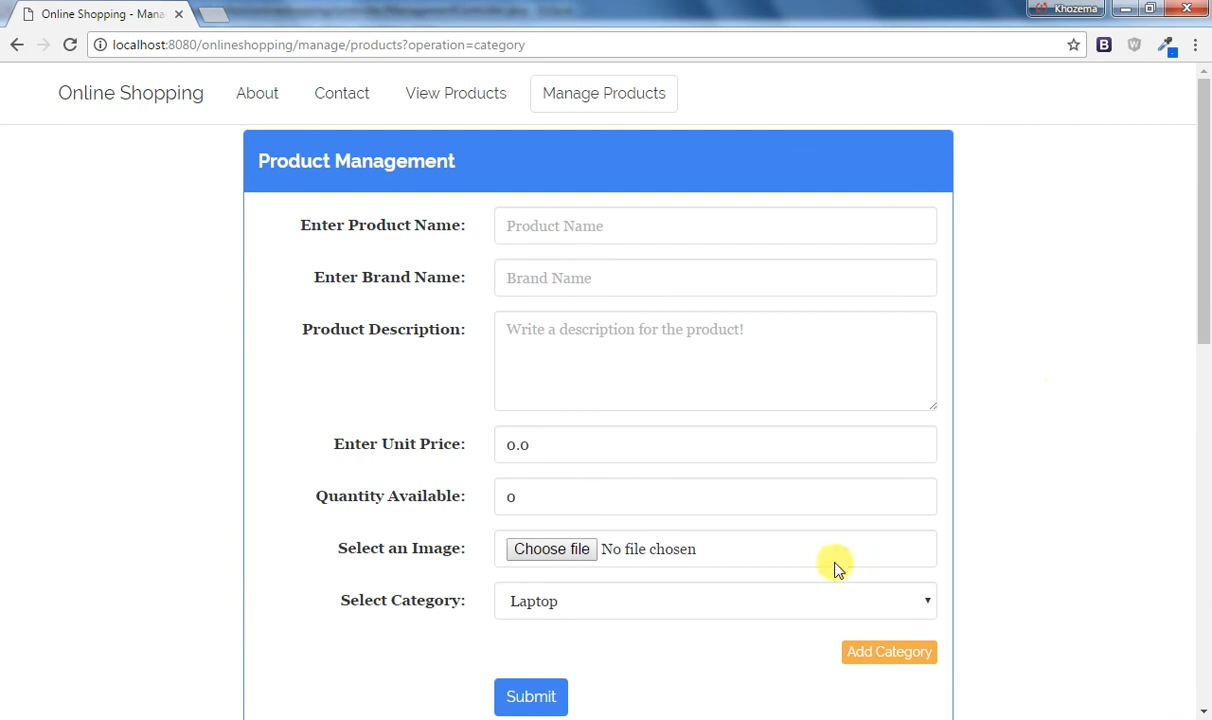 Online Shopping - Mana
Khozema
localhost:8080/onlineshopping/manage/products?operation=category
Online Shopping
About
Contact
View Products
Manage Products
Product Management
Enter Product Name:
Product Name
Enter Brand Name:
Brand Name
Product Description:
Write a description for the product!
Enter Unit Price:
0.0
Quantity Available:
0
Select an Image:
Choose file No file chosen
Select Category:
Laptop
Add Category
Submit